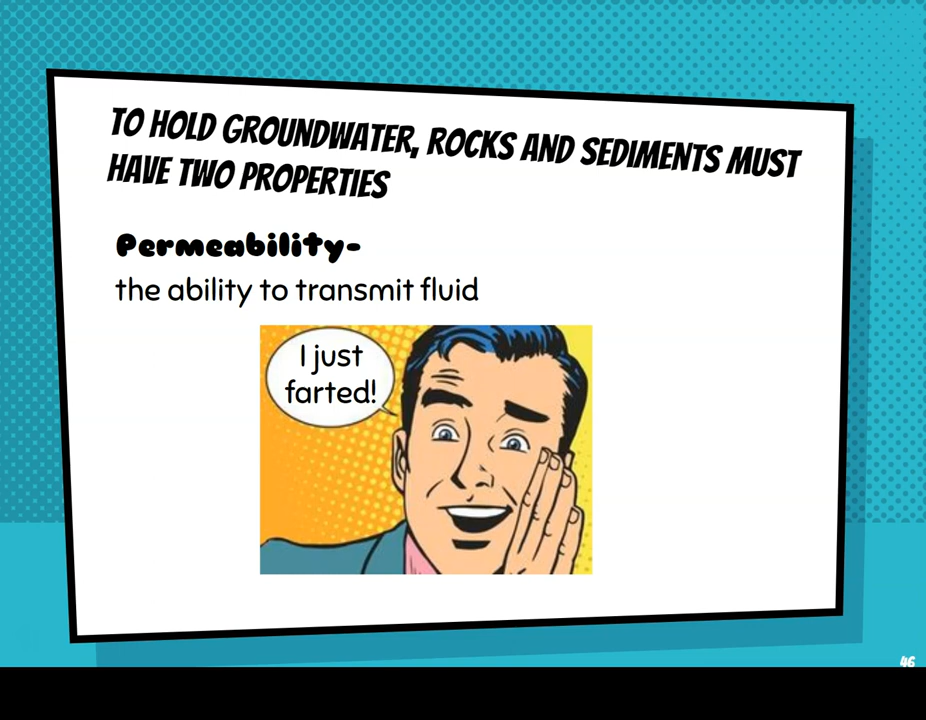 TO HOLD GROUNDWATER, ROCKS AND SEDIMENTS MUST
HAVE TWO PROPERTIES
Permeability-
the ability to transmit fluid
I just
farted!
46